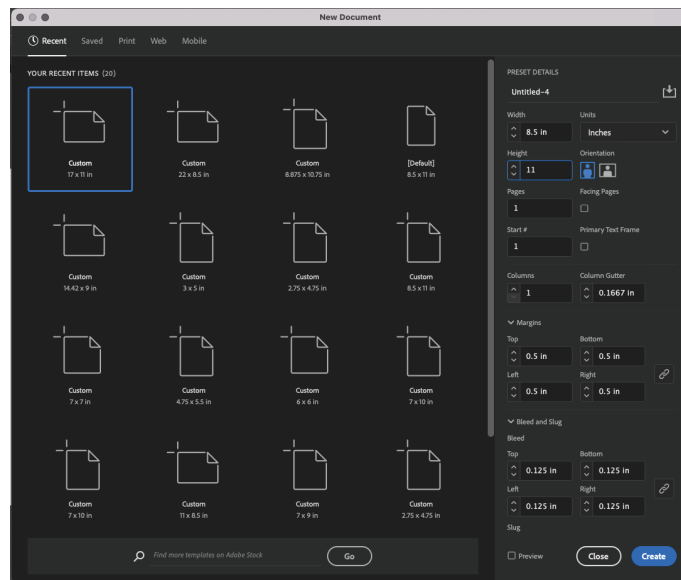 New Document
Recent Saved Print Web Mobile
YOUR RECENT ITEMS (20)
Custom
17 x 11 in
Custom
22 x 8.5 in
Custom
8.875 x 10.75 in
[Default]
8.5 x 11 in
Custom
14.42 x 9 in
Custom
3 x 5 in
Custom
2.75 x 4.75 in
Custom
8.5 x 11 in
Custom
7 x 7 in
Custom
4.75 x 5.5 in
Custom
6 x 6 in
Custom
7 x 10 in
Custom
7 x 10 in
Custom
11 x 8.5 in
Custom
7 x 9 in
Custom
2.75 x 4.75 in
Find more templates on Adobe Stock
Go
PRESET DETAILS
Untitled-4
Width Units
8.5 in Inches
Height Orientation
11
Pages Facing Pages
1
Start # Primary Text Frame
1
Columns Column Gutter
1 0.1667 in
Margins
Top Bottom
0.5 in 0.5 in
Left Right
0.5 in 0.5 in
Bleed and Slug
Bleed
Top Bottom
0.125 in 0.125 in
Left Right
0.125 in 0.125 in
Slug
Preview Close Create